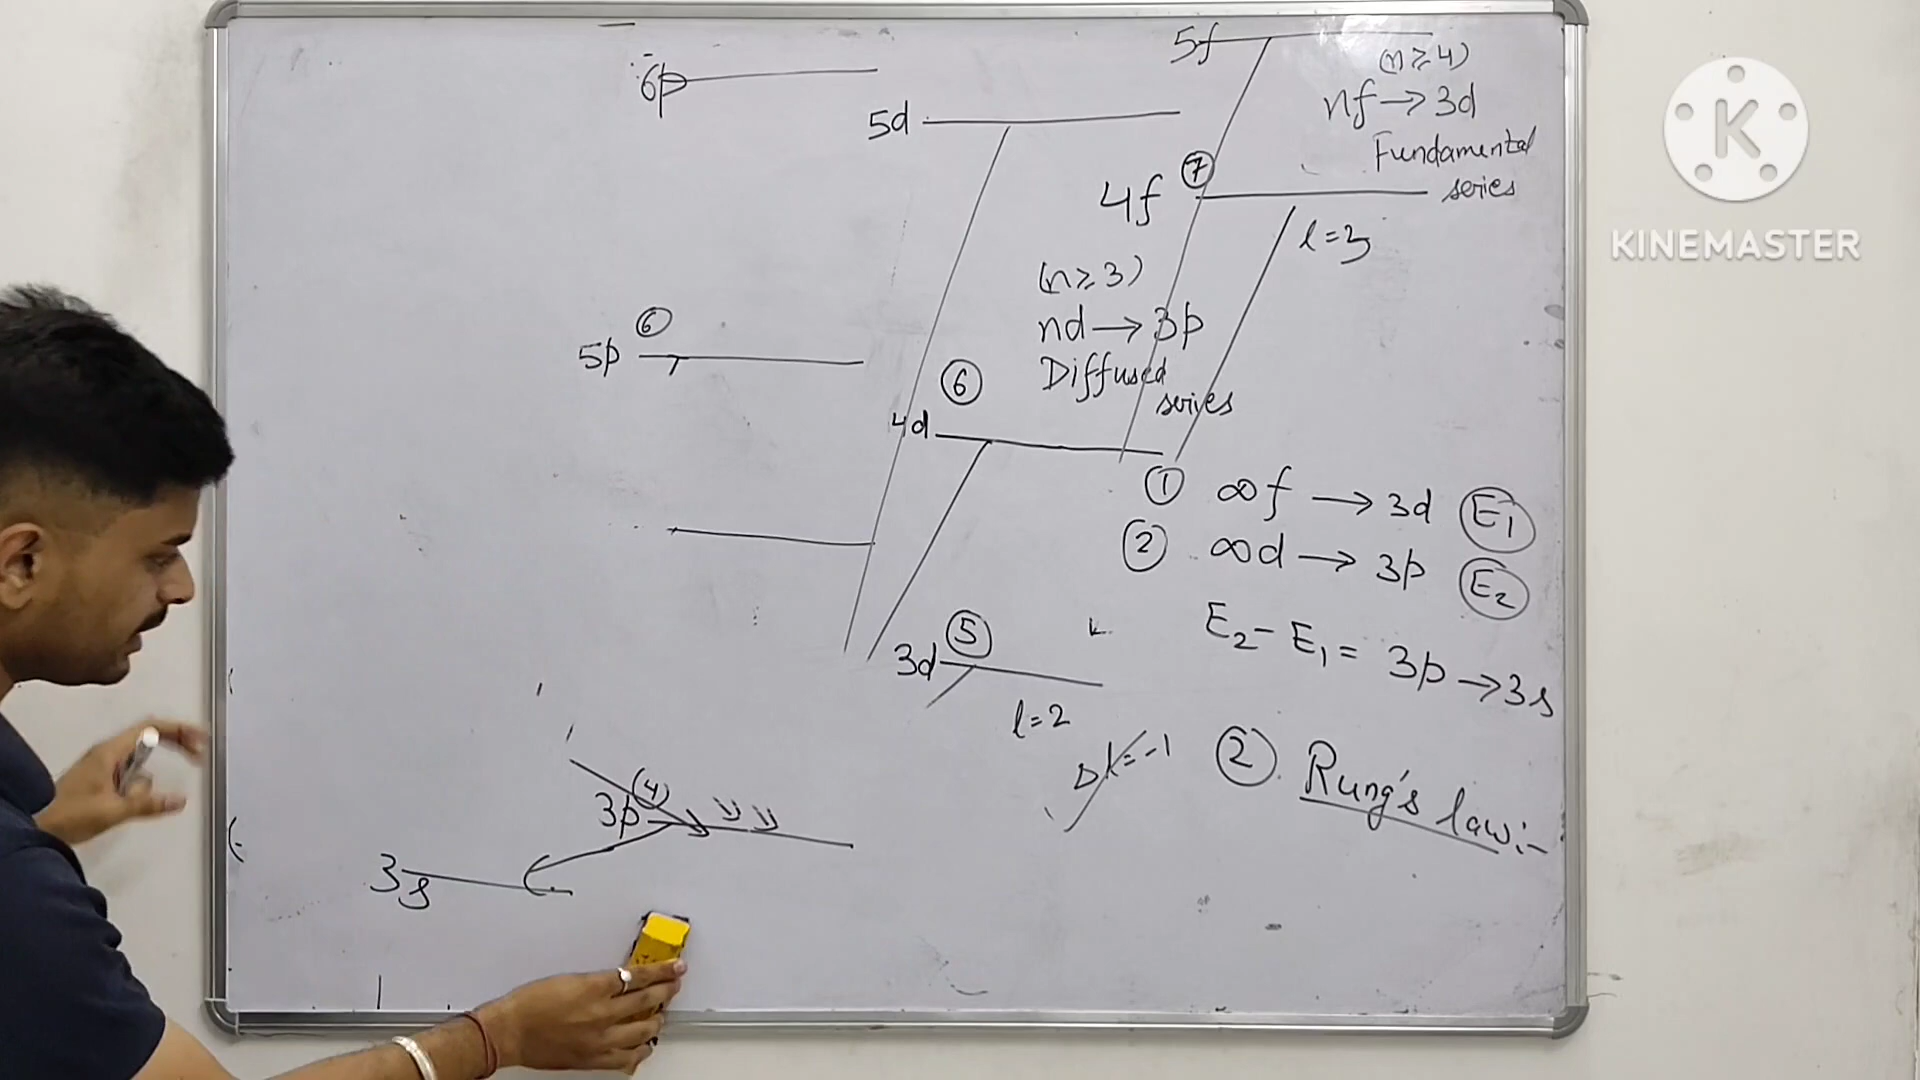 6p
5f
(n ≥ 4)
nf → 3d
Fundamental
series
5d
7
4f
l = 3
(n ≥ 3)
nd → 3p
Diffused
series
6
5p
6
4d
1 ∞f → 3d E1
2 ∞d → 3p E2
E2 - E1 = 3p → 3s
5
3d
l = 2
Δl = -1
2. Rung's law:-
3p (4)
3s
K
KINEMASTER